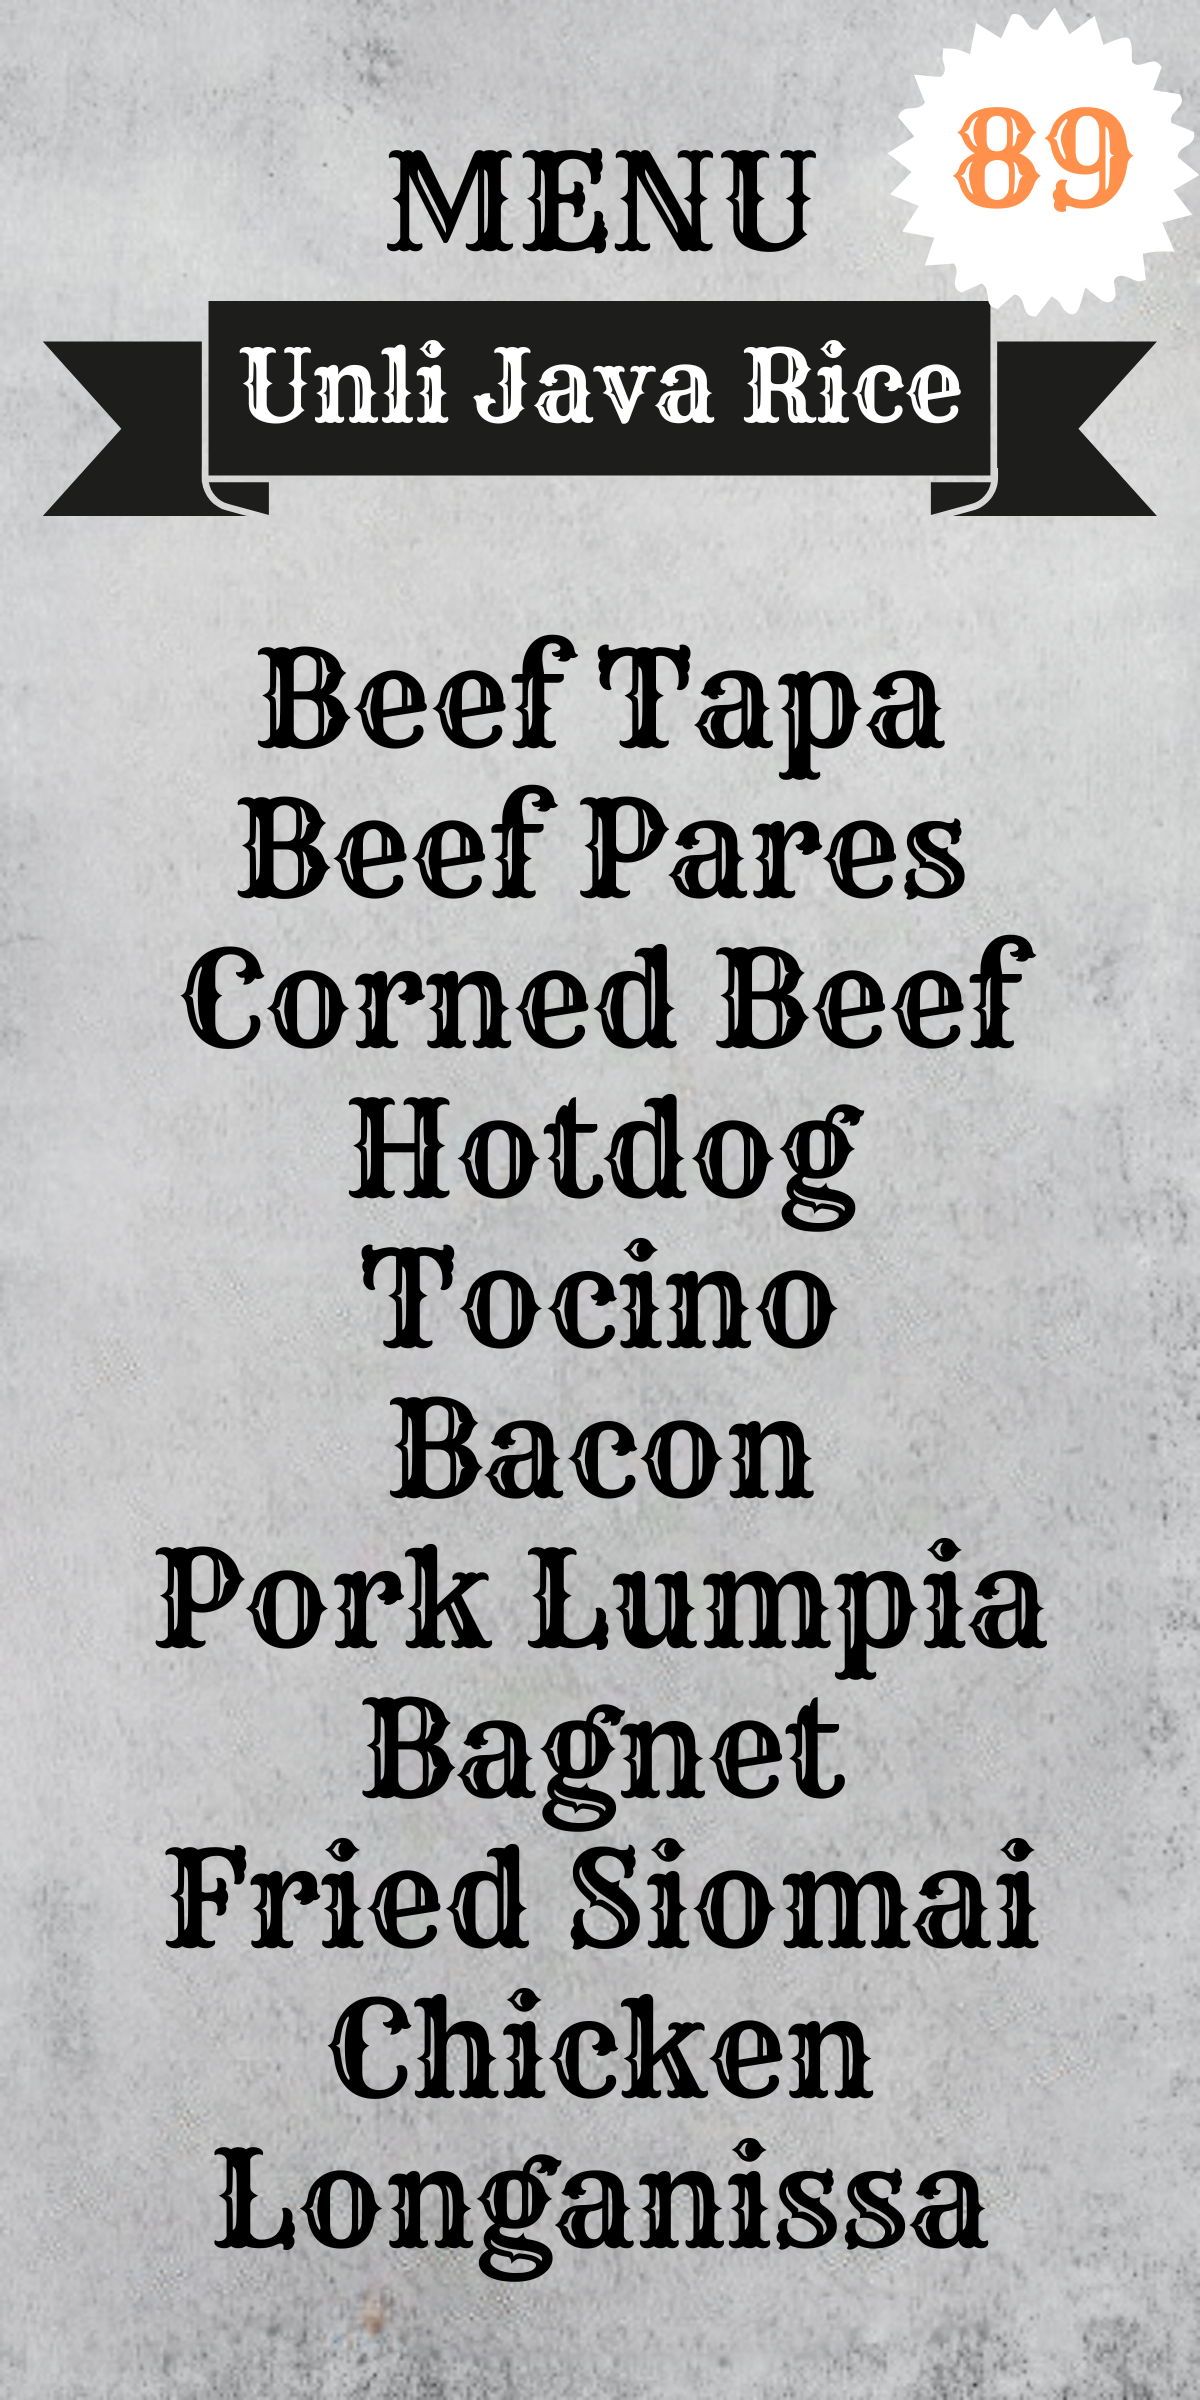 89
MENU
Unli Java Rice
Beef Tapa
Beef Pares
Corned Beef
Hotdog
Tocino
Bacon
Pork Lumpia
Bagnet
Fried Siomai
Chicken
Longanissa